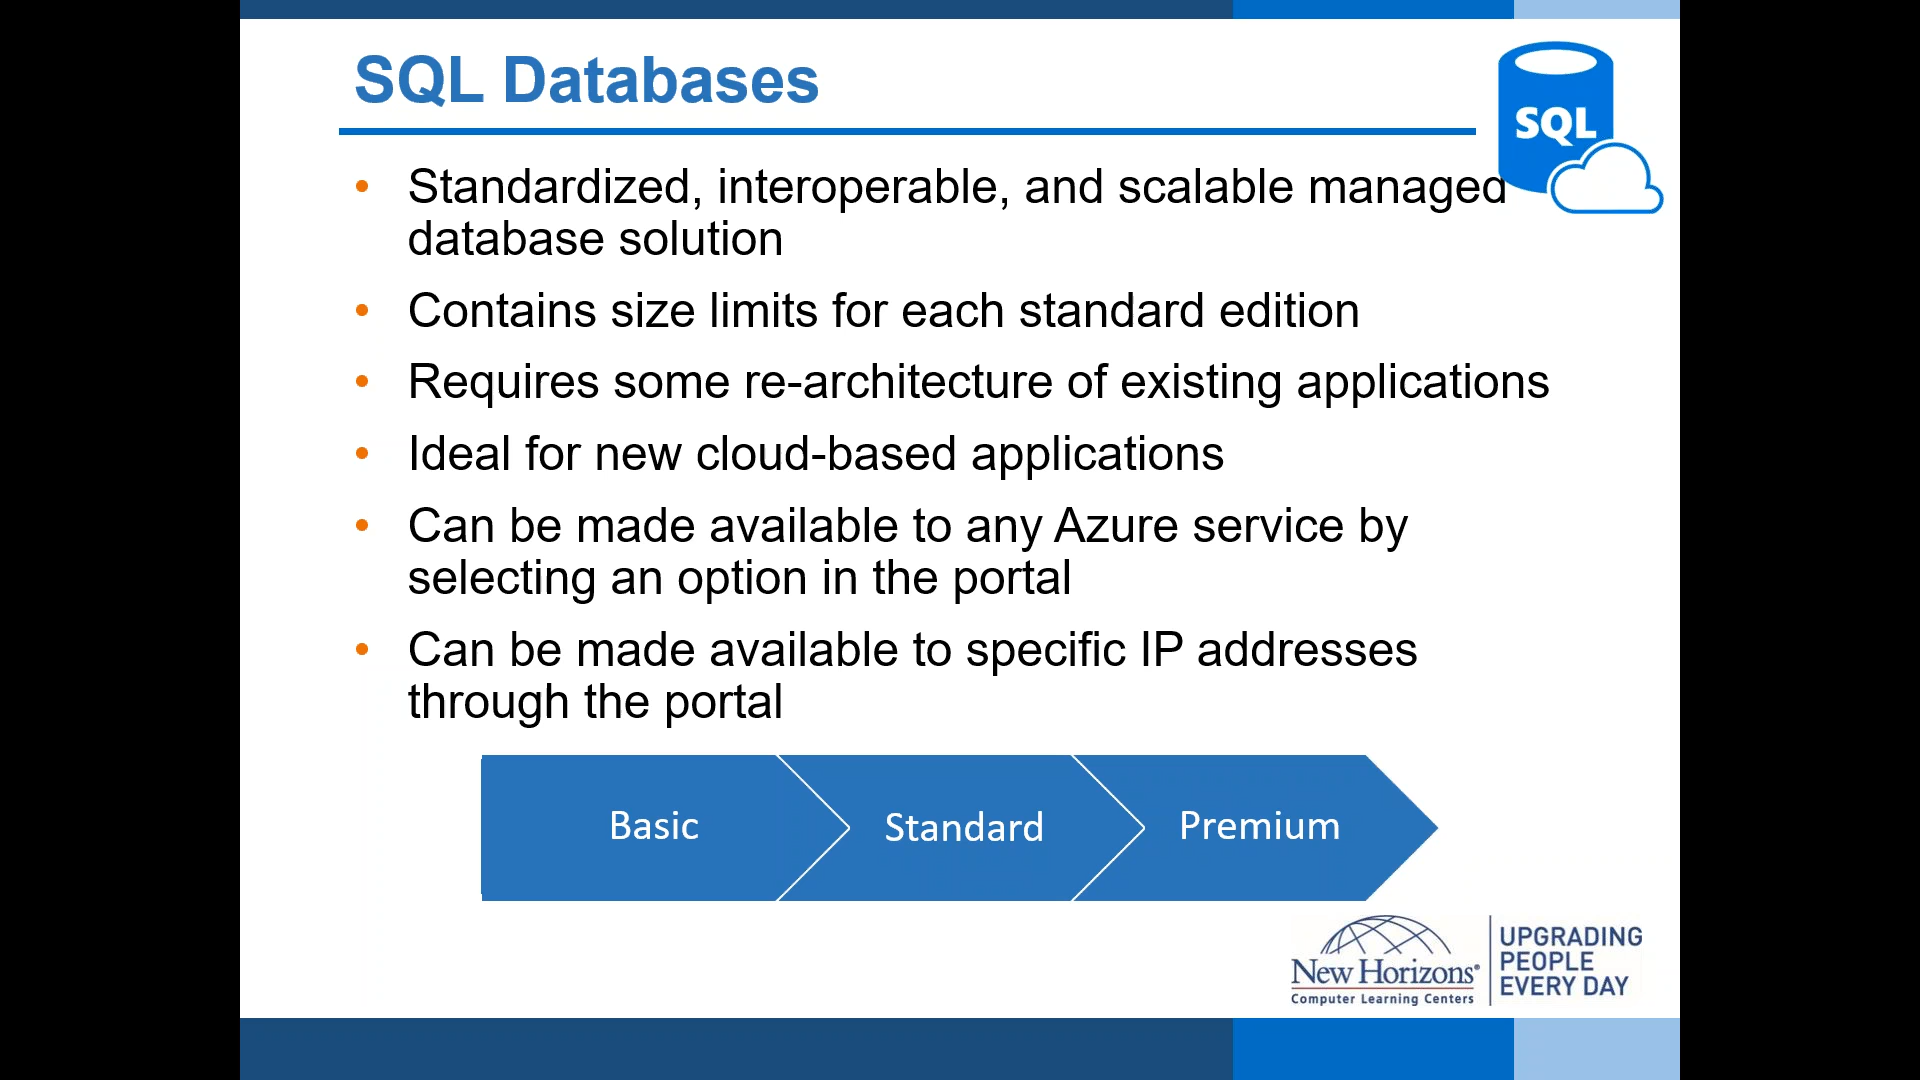 SQL Databases
SQL
• Standardized, interoperable, and scalable managed
database solution
• Contains size limits for each standard edition
• Requires some re-architecture of existing applications
• Ideal for new cloud-based applications
• Can be made available to any Azure service by
selecting an option in the portal
• Can be made available to specific IP addresses
through the portal
Basic
Standard
Premium
New Horizons®
Computer Learning Centers
UPGRADING
PEOPLE
EVERY DAY